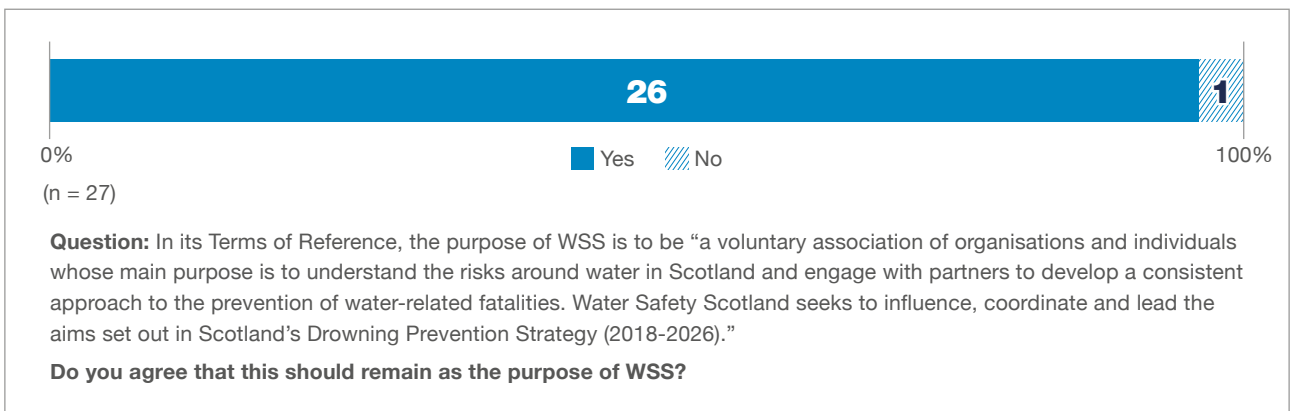 26
1
0%
Yes
No
100%
(n = 27)
Question: In its Terms of Reference, the purpose of WSS is to be “a voluntary association of organisations and individuals
whose main purpose is to understand the risks around water in Scotland and engage with partners to develop a consistent
approach to the prevention of water-related fatalities. Water Safety Scotland seeks to influence, coordinate and lead the
aims set out in Scotland’s Drowning Prevention Strategy (2018-2026).”
Do you agree that this should remain as the purpose of WSS?